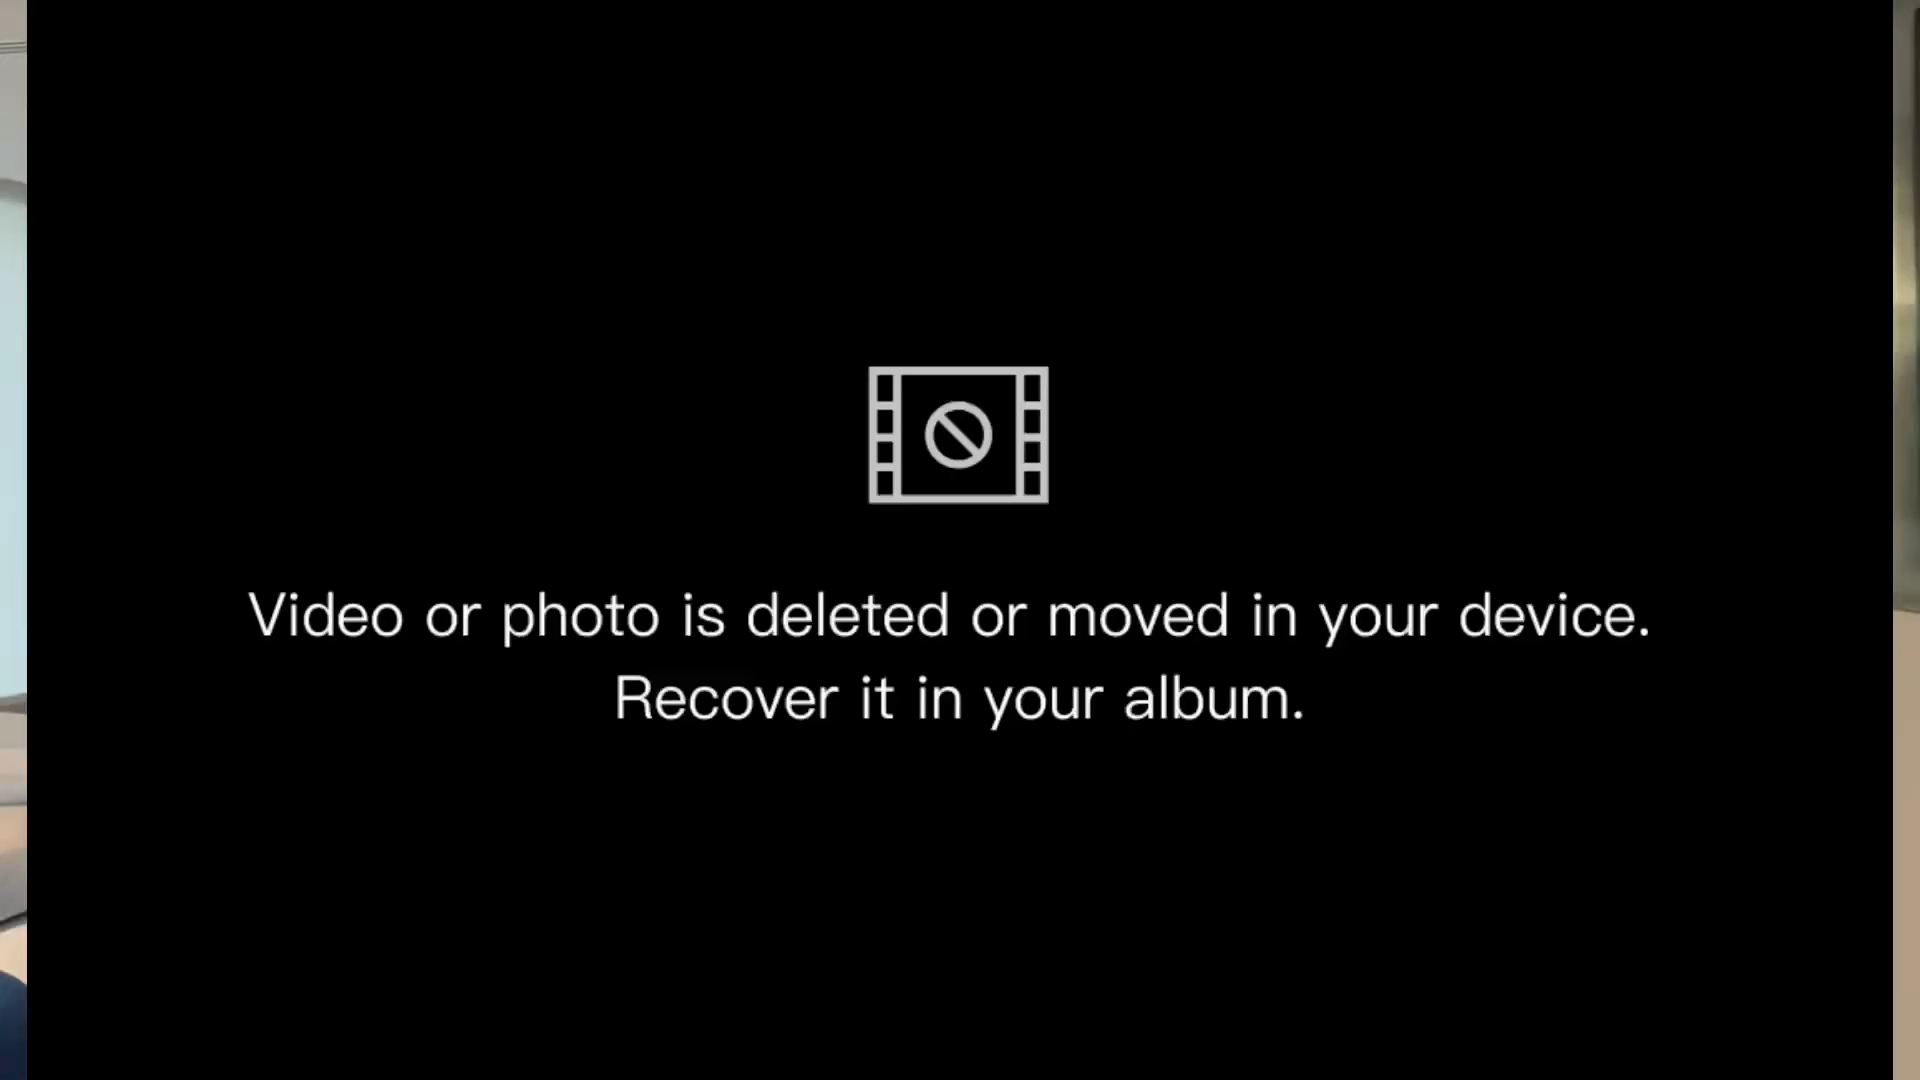 Video or photo is deleted or moved in your device.
Recover it in your album.